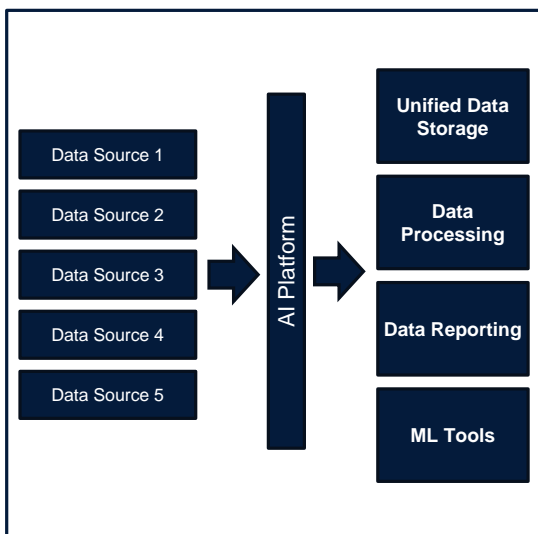 Data Source 1
Data Source 2
Data Source 3
Data Source 4
Data Source 5
AI Platform
Unified Data
Storage
Data
Processing
Data Reporting
ML Tools